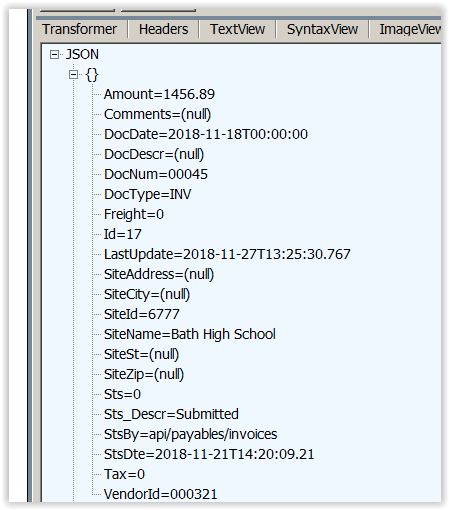 Transformer Headers TextView SyntaxView ImageView
JSON
{}
Amount=1456.89
Comments=(null)
DocDate=2018-11-18T00:00:00
DocDescr=(null)
DocNum=00045
DocType=INV
Freight=0
Id=17
LastUpdate=2018-11-27T13:25:30.767
SiteAddress=(null)
SiteCity=(null)
SiteId=6777
SiteName=Bath High School
SiteSt=(null)
SiteZip=(null)
Sts=0
Sts_Descr=Submitted
StsBy=api/payables/invoices
StsDte=2018-11-21T14:20:09.21
Tax=0
VendorId=000321